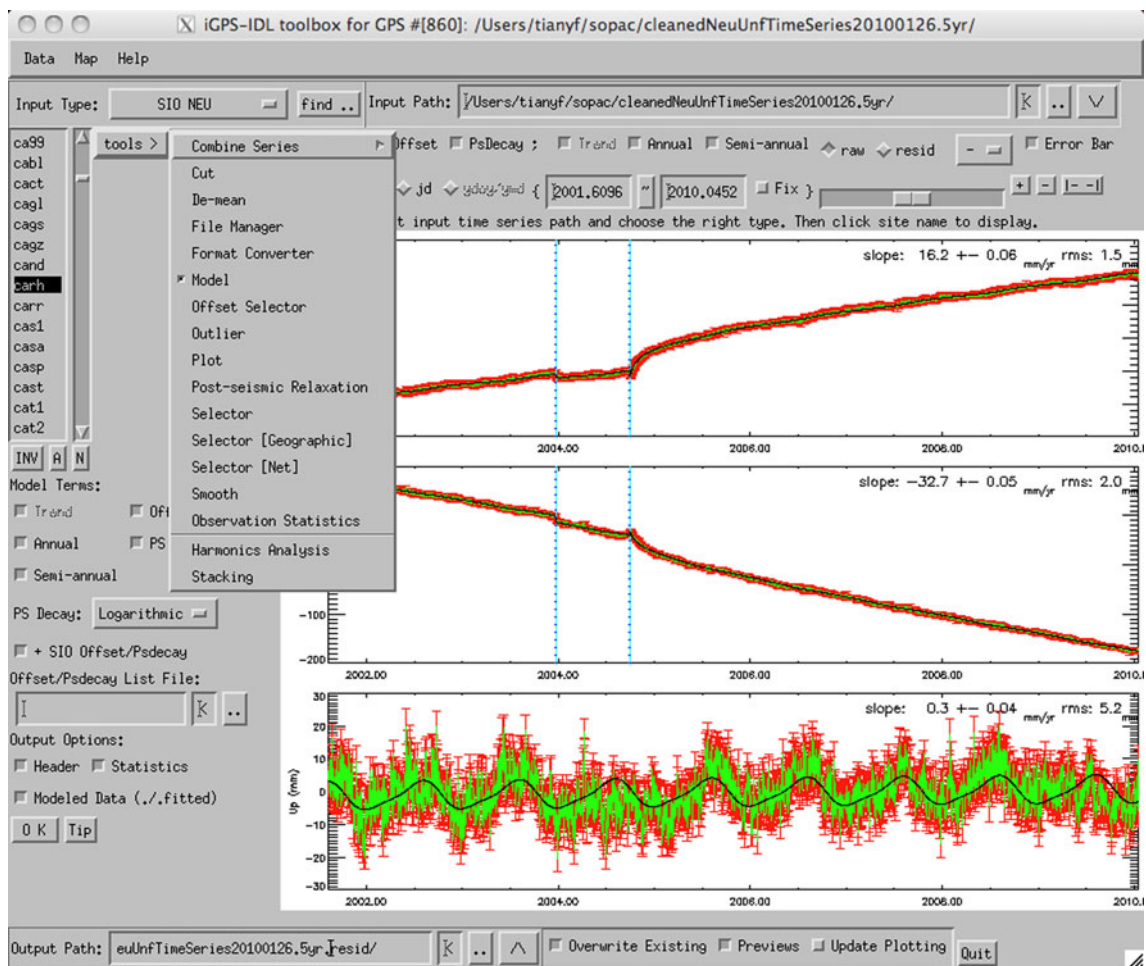 iGPS-IDL toolbox for GPS #[860]: /Users/tianyf/sopac/cleanedNeuUnfTimeSeries20100126.5yr/
Data Map Help
Input Type: SIO NEU find .. Input Path: /Users/tianyf/sopac/cleanedNeuUnfTimeSeries20100126.5yr/ K .. V
ca99
cabl
cact
cagl
cags
cagz
cand
carh
carr
cas1
casa
casp
cast
cat1
cat2
tools >
Combine Series
Cut
De-mean
File Manager
Format Converter
Model
Offset Selector
Outlier
Plot
Post-seismic Relaxation
Selector
Selector [Geographic]
Selector [Net]
Smooth
Observation Statistics
Harmonics Analysis
Stacking
Offset PsDecay ; Trend Annual Semi-annual raw resid - Error Bar
jd yday/ymd { 2001.6096 ~ 2010.0452 Fix } + - |- -|
t input time series path and choose the right type. Then click site name to display.
INV A N
Model Terms:
Trend Off
Annual PS
Semi-annual
PS Decay: Logarithmic
+ SIO Offset/Psdecay
Offset/Psdecay List File:
K ..
Output Options:
Header Statistics
Modeled Data (./.fitted)
O K Tip
slope: 16.2 +- 0.06 mm/yr rms: 1.5 mm
2004.00 2006.00 2008.00 2010.
slope: -32.7 +- 0.05 mm/yr rms: 2.0 mm
-100
-200
2002.00 2004.00 2006.00 2008.00 2010.
slope: 0.3 +- 0.04 mm/yr rms: 5.2
Up (mm)
30
20
10
0
-10
-20
-30
2002.00 2004.00 2006.00 2008.00 2010.
Output Path: euUnfTimeSeries20100126.5yr.resid/ K .. ^ Overwrite Existing Previews Update Plotting Quit